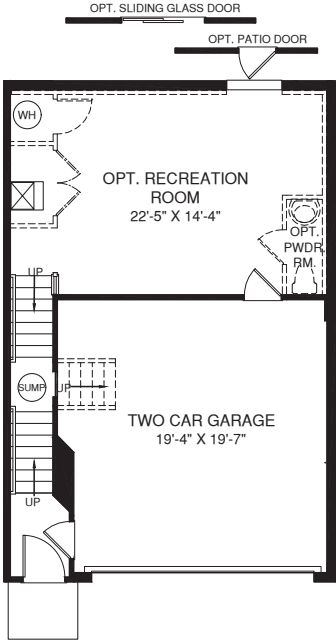 OPT. SLIDING GLASS DOOR
OPT. PATIO DOOR
WH
OPT. RECREATION
ROOM
22'-5" X 14'-4"
OPT.
PWDR.
RM.
UP
SUMP
UP
TWO CAR GARAGE
19'-4" X 19'-7"
UP